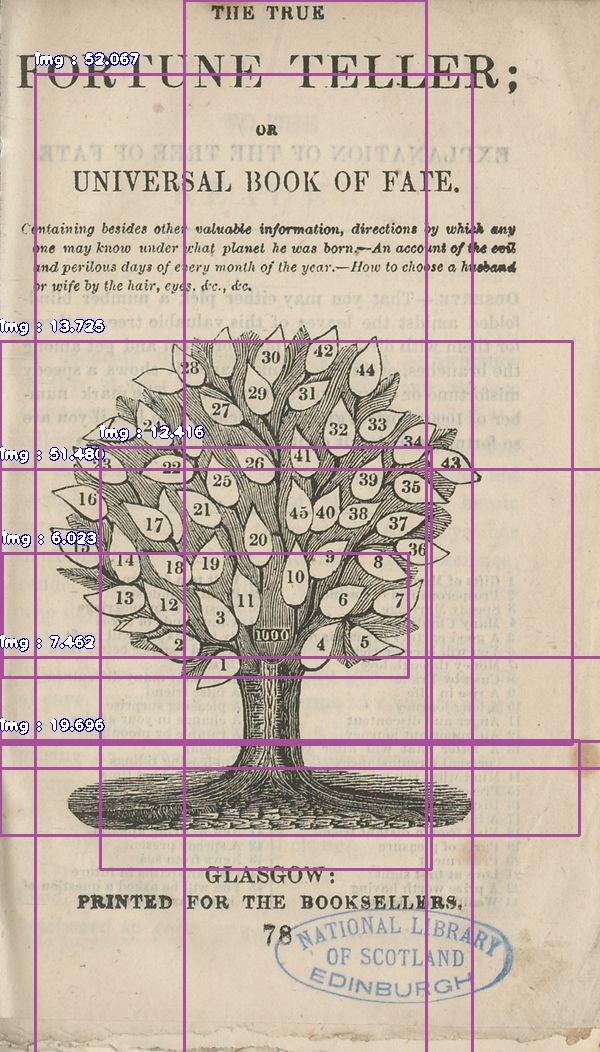 THE TRUE
Img : 52.067
FORTUNE TELLER;
OR
UNIVERSAL BOOK OF FATE.
Containing besides other valuable information, directions by which any
one may know under what planet he was born.—An account of the evil
and perilous days of every month of the year.—How to choose a husband
or wife by the hair, eyes, &c., &c.
Img : 13.725
28 30 42 44
29 31
27
32 33
34
Img : 12.416
Img : 51.480
22 26 41 43
25 39 35
16 21 45 40 38
17 37
Img : 6.023
20 36
14 18 19 9 8
10
13 12 11 6 7
3
1000
Img : 7.462
2 4 5
1
Img : 19.696
GLASGOW:
PRINTED FOR THE BOOKSELLERS.
78
NATIONAL LIBRARY
OF SCOTLAND
EDINBURGH